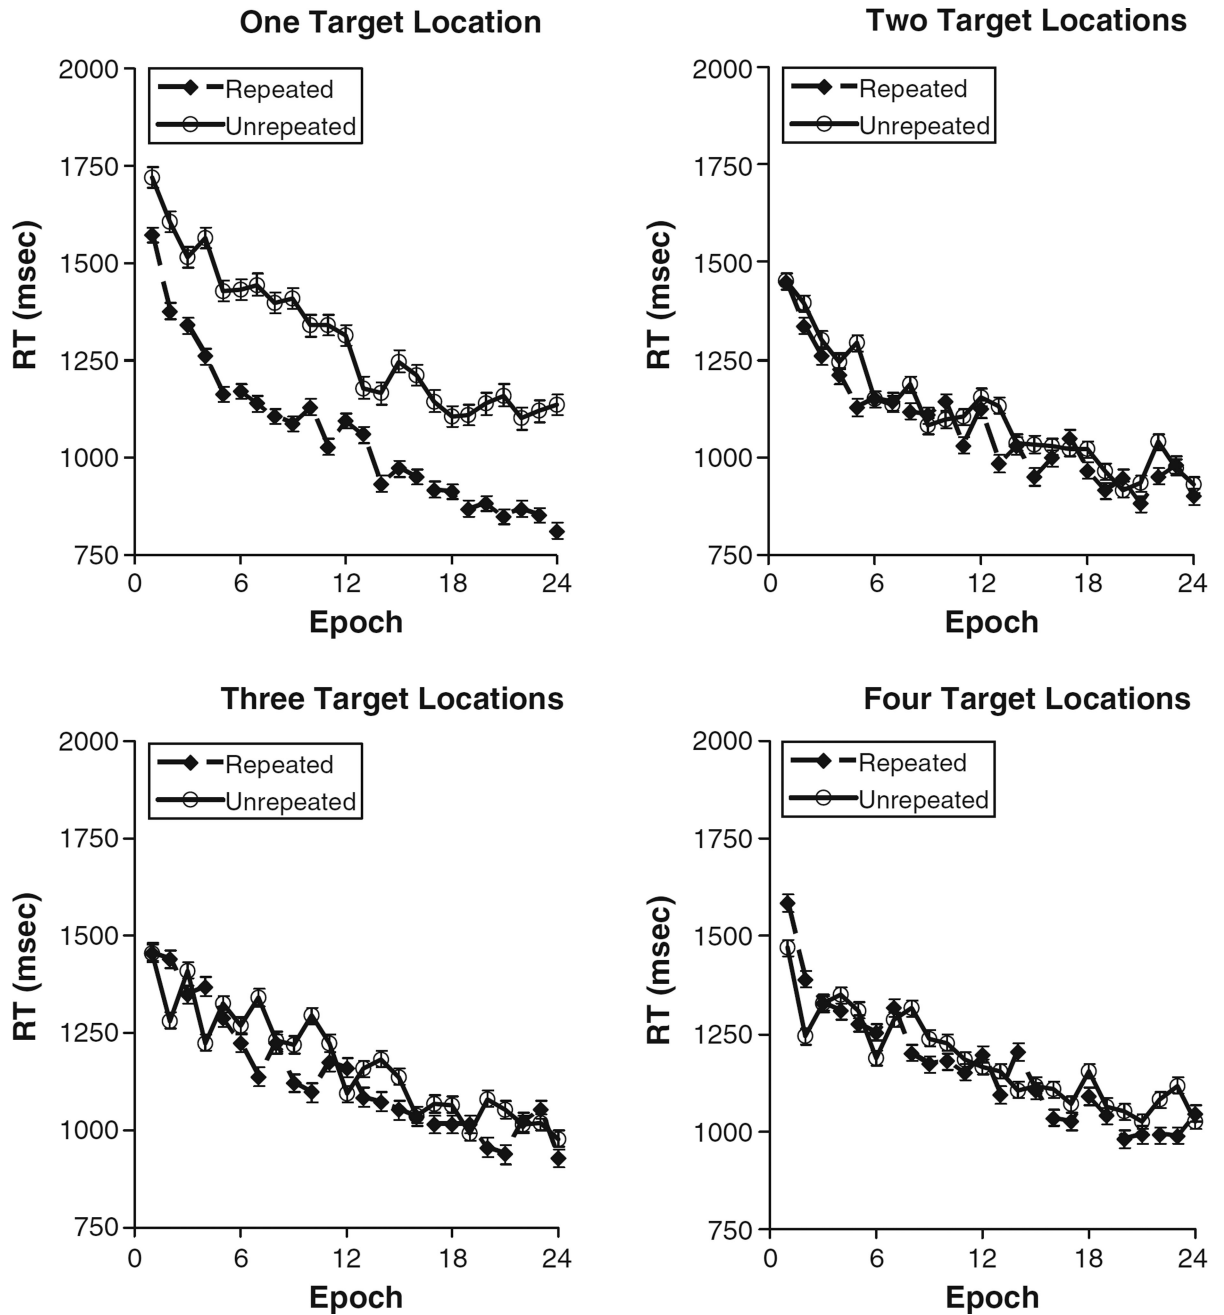 One Target Location
2000
1750
1500
1250
1000
750
RT (msec)
Repeated
Unrepeated
0 6 12 18 24
Epoch
Two Target Locations
2000
1750
1500
1250
1000
750
RT (msec)
Repeated
Unrepeated
0 6 12 18 24
Epoch
Three Target Locations
2000
1750
1500
1250
1000
750
RT (msec)
Repeated
Unrepeated
0 6 12 18 24
Epoch
Four Target Locations
2000
1750
1500
1250
1000
750
RT (msec)
Repeated
Unrepeated
0 6 12 18 24
Epoch